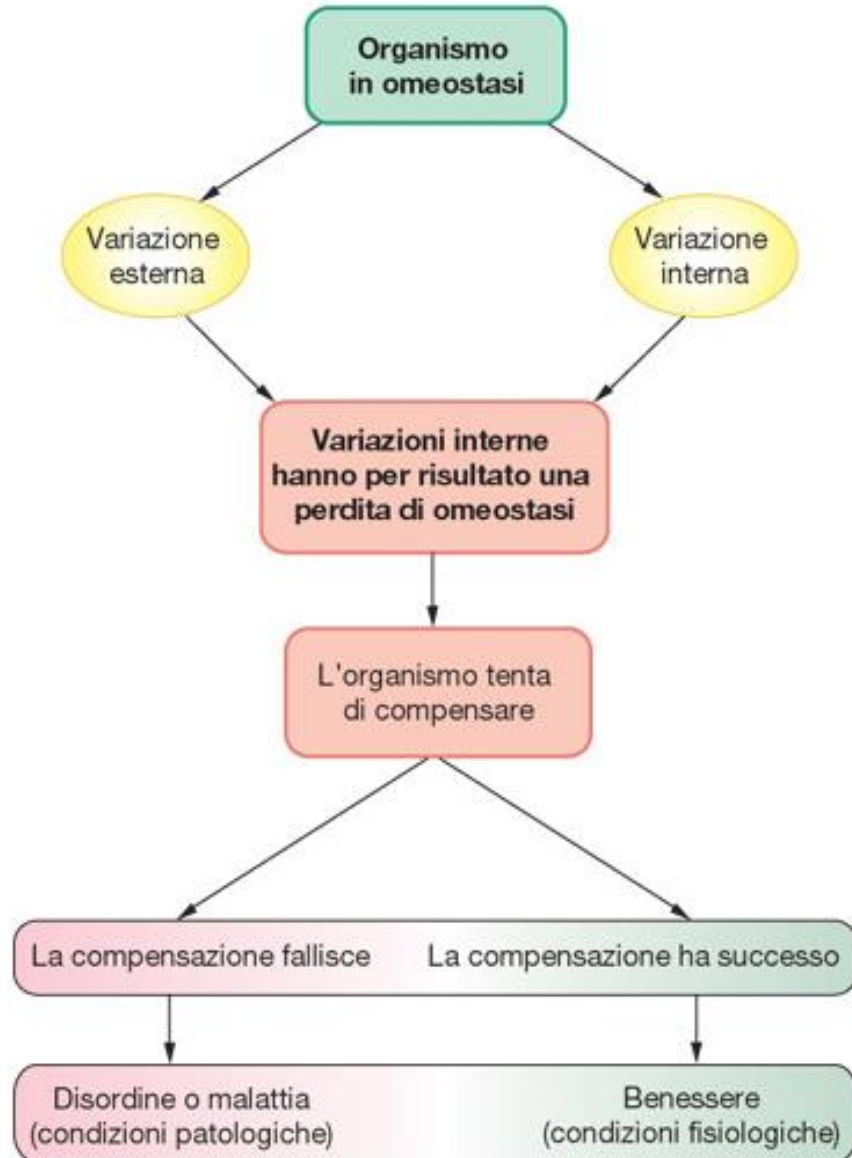 Organismo
in omeostasi
Variazione
esterna
Variazione
interna
Variazioni interne
hanno per risultato una
perdita di omeostasi
L'organismo tenta
di compensare
La compensazione fallisce
La compensazione ha successo
Disordine o malattia
(condizioni patologiche)
Benessere
(condizioni fisiologiche)